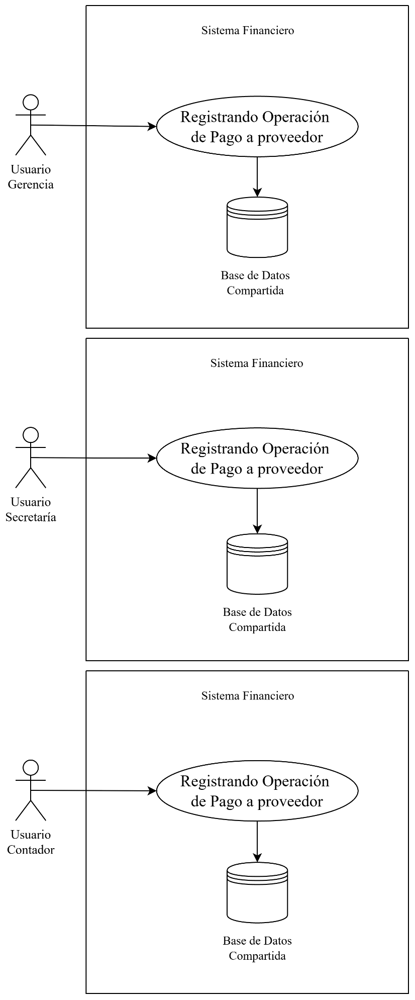 Sistema Financiero
Registrando Operación
de Pago a proveedor
Usuario
Gerencia
Base de Datos
Compartida
Sistema Financiero
Registrando Operación
de Pago a proveedor
Usuario
Secretaría
Base de Datos
Compartida
Sistema Financiero
Registrando Operación
de Pago a proveedor
Usuario
Contador
Base de Datos
Compartida